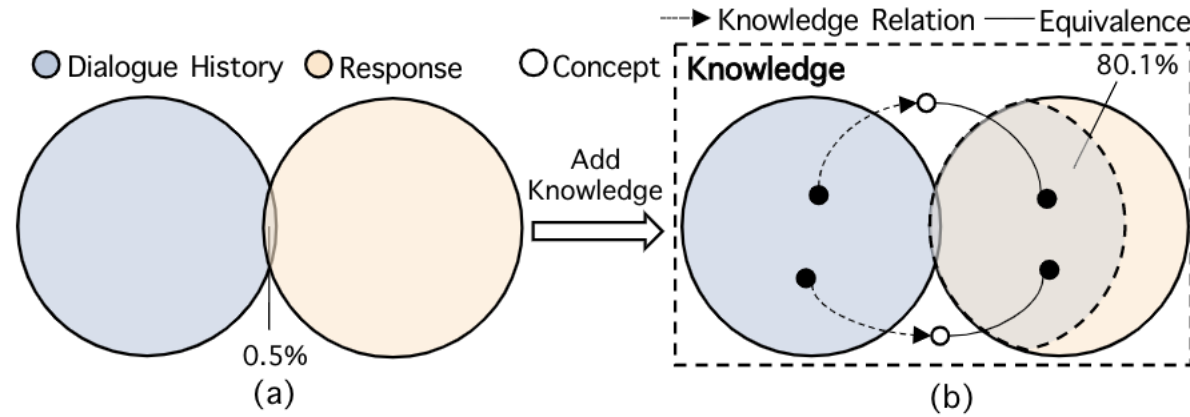 Knowledge Relation
Equivalence
Dialogue History
Response
Concept
Knowledge
80.1%
Add
Knowledge
0.5%
(a)
(b)